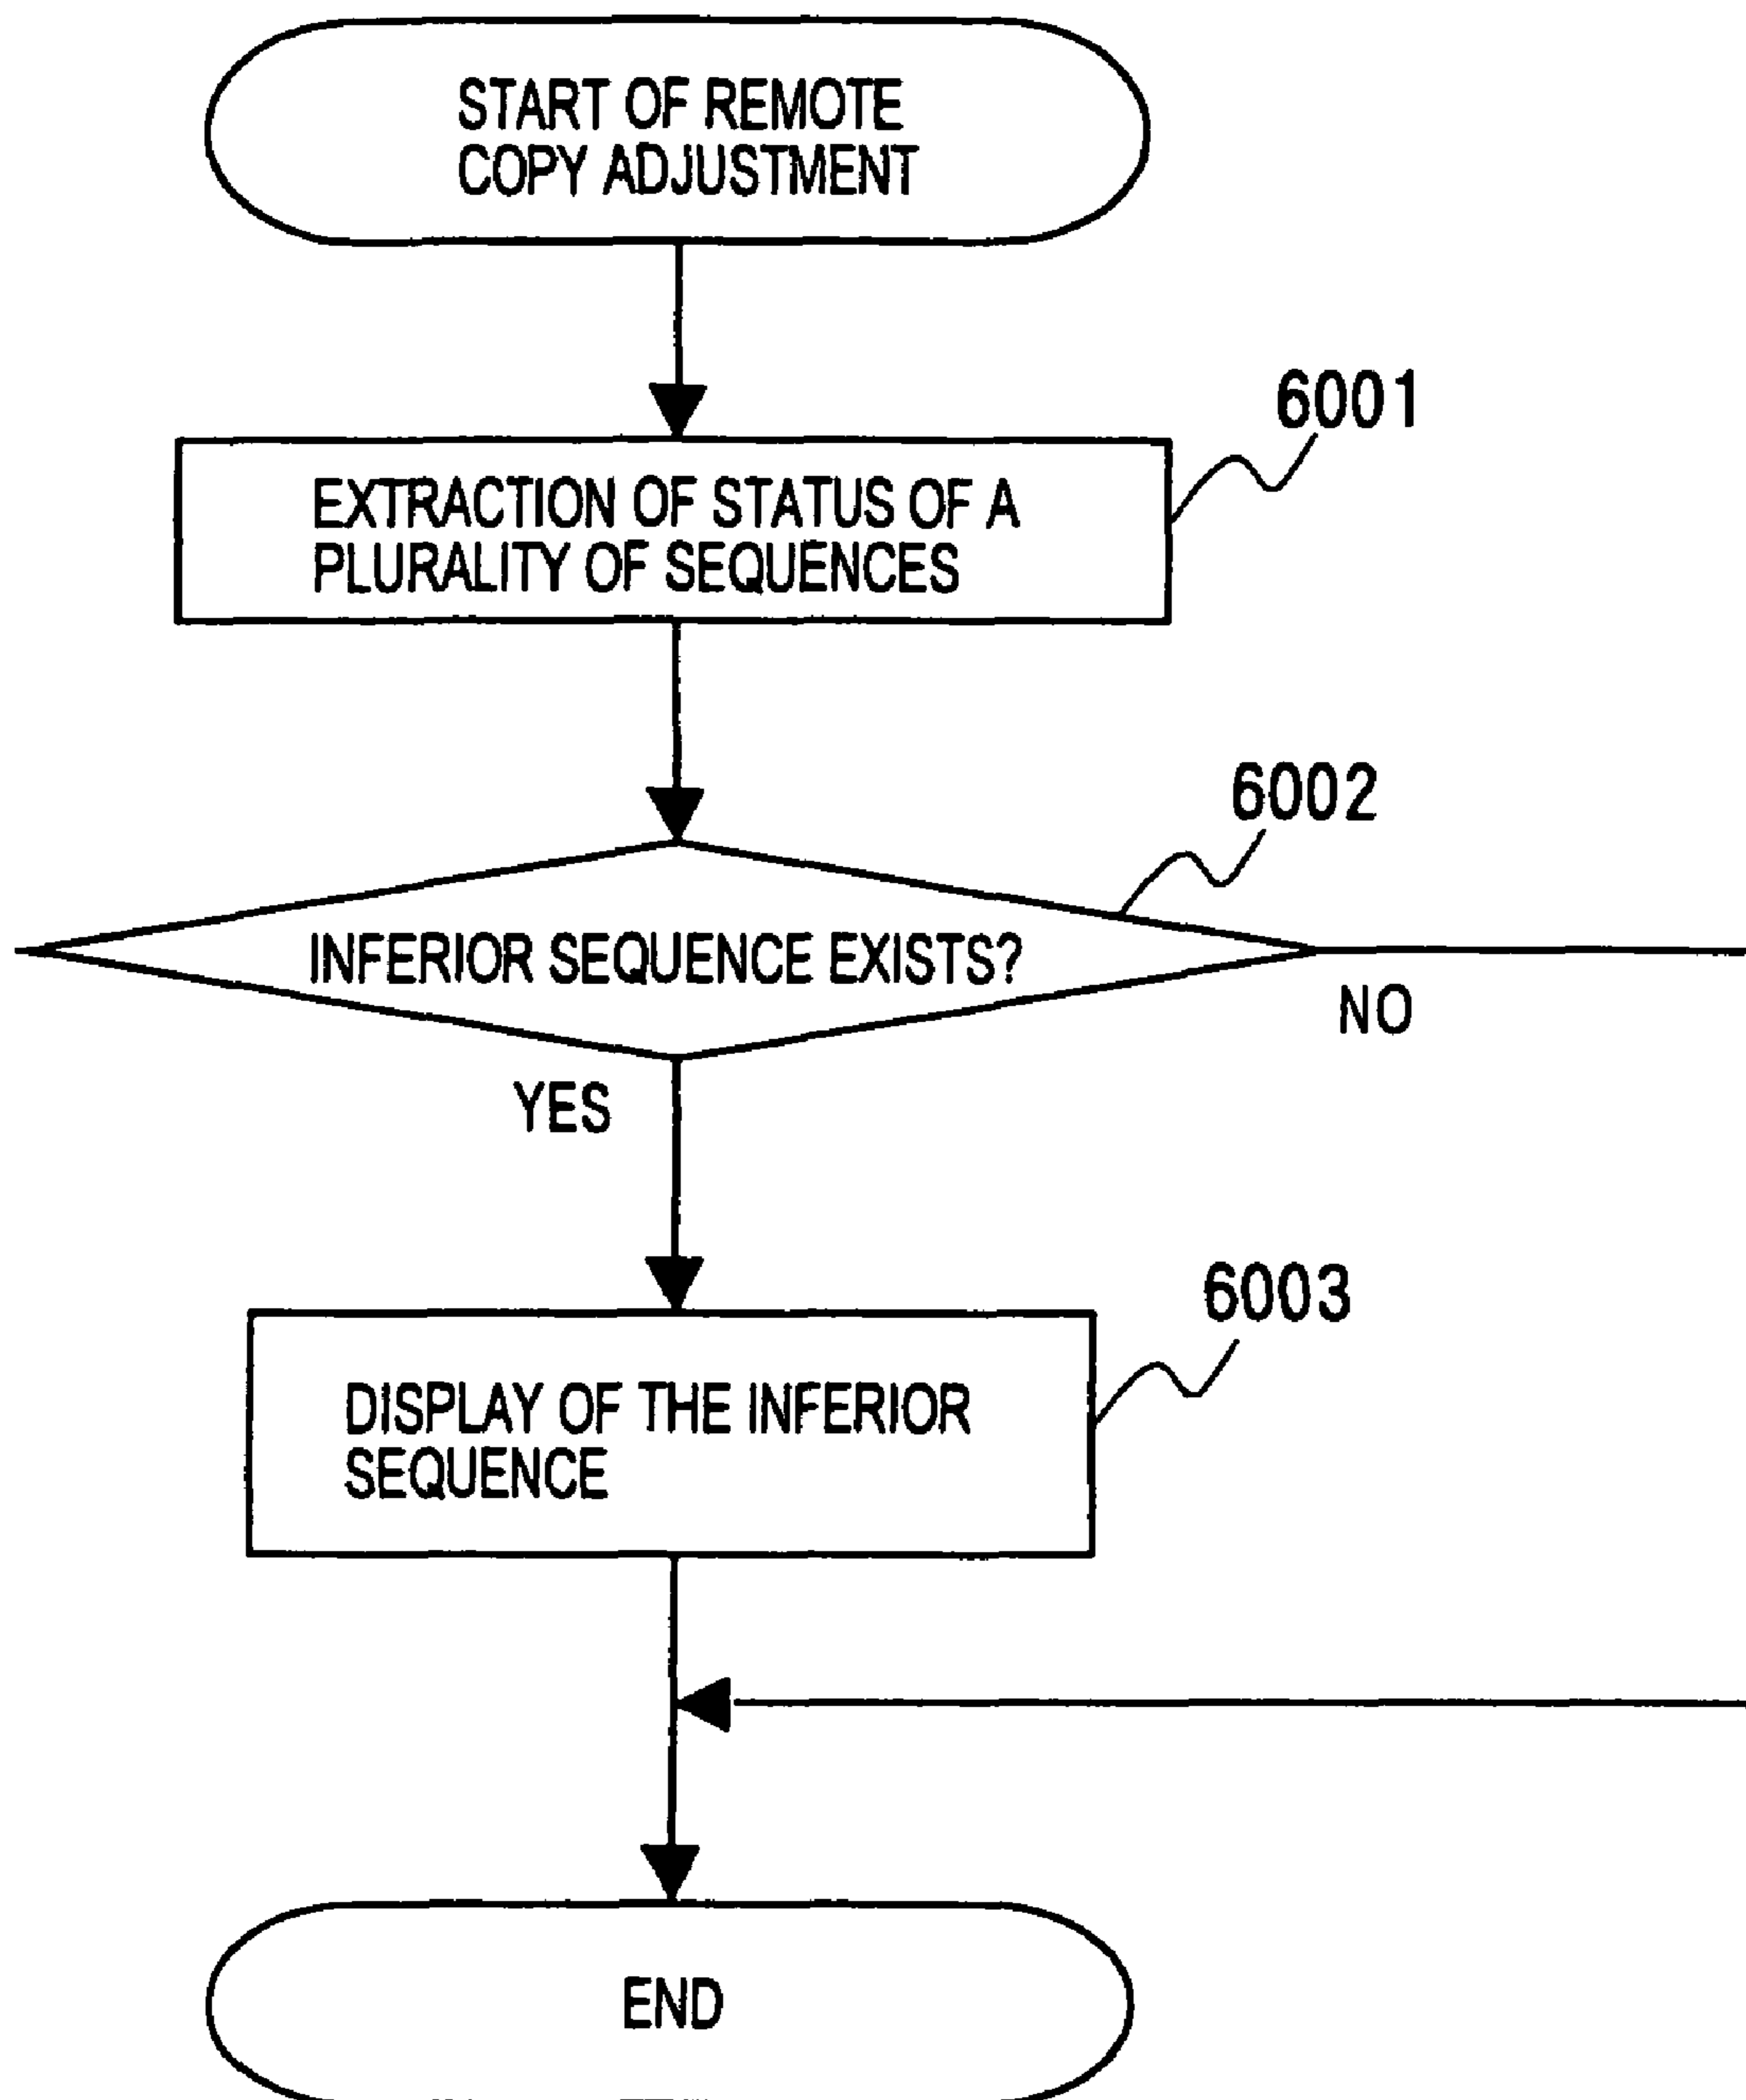 START OF REMOTE
COPY ADJUSTMENT
6001
EXTRACTION OF STATUS OF A
PLURALITY OF SEQUENCES
6002
INFERIOR SEQUENCE EXISTS?
NO
YES
6003
DISPLAY OF THE INFERIOR
SEQUENCE
END